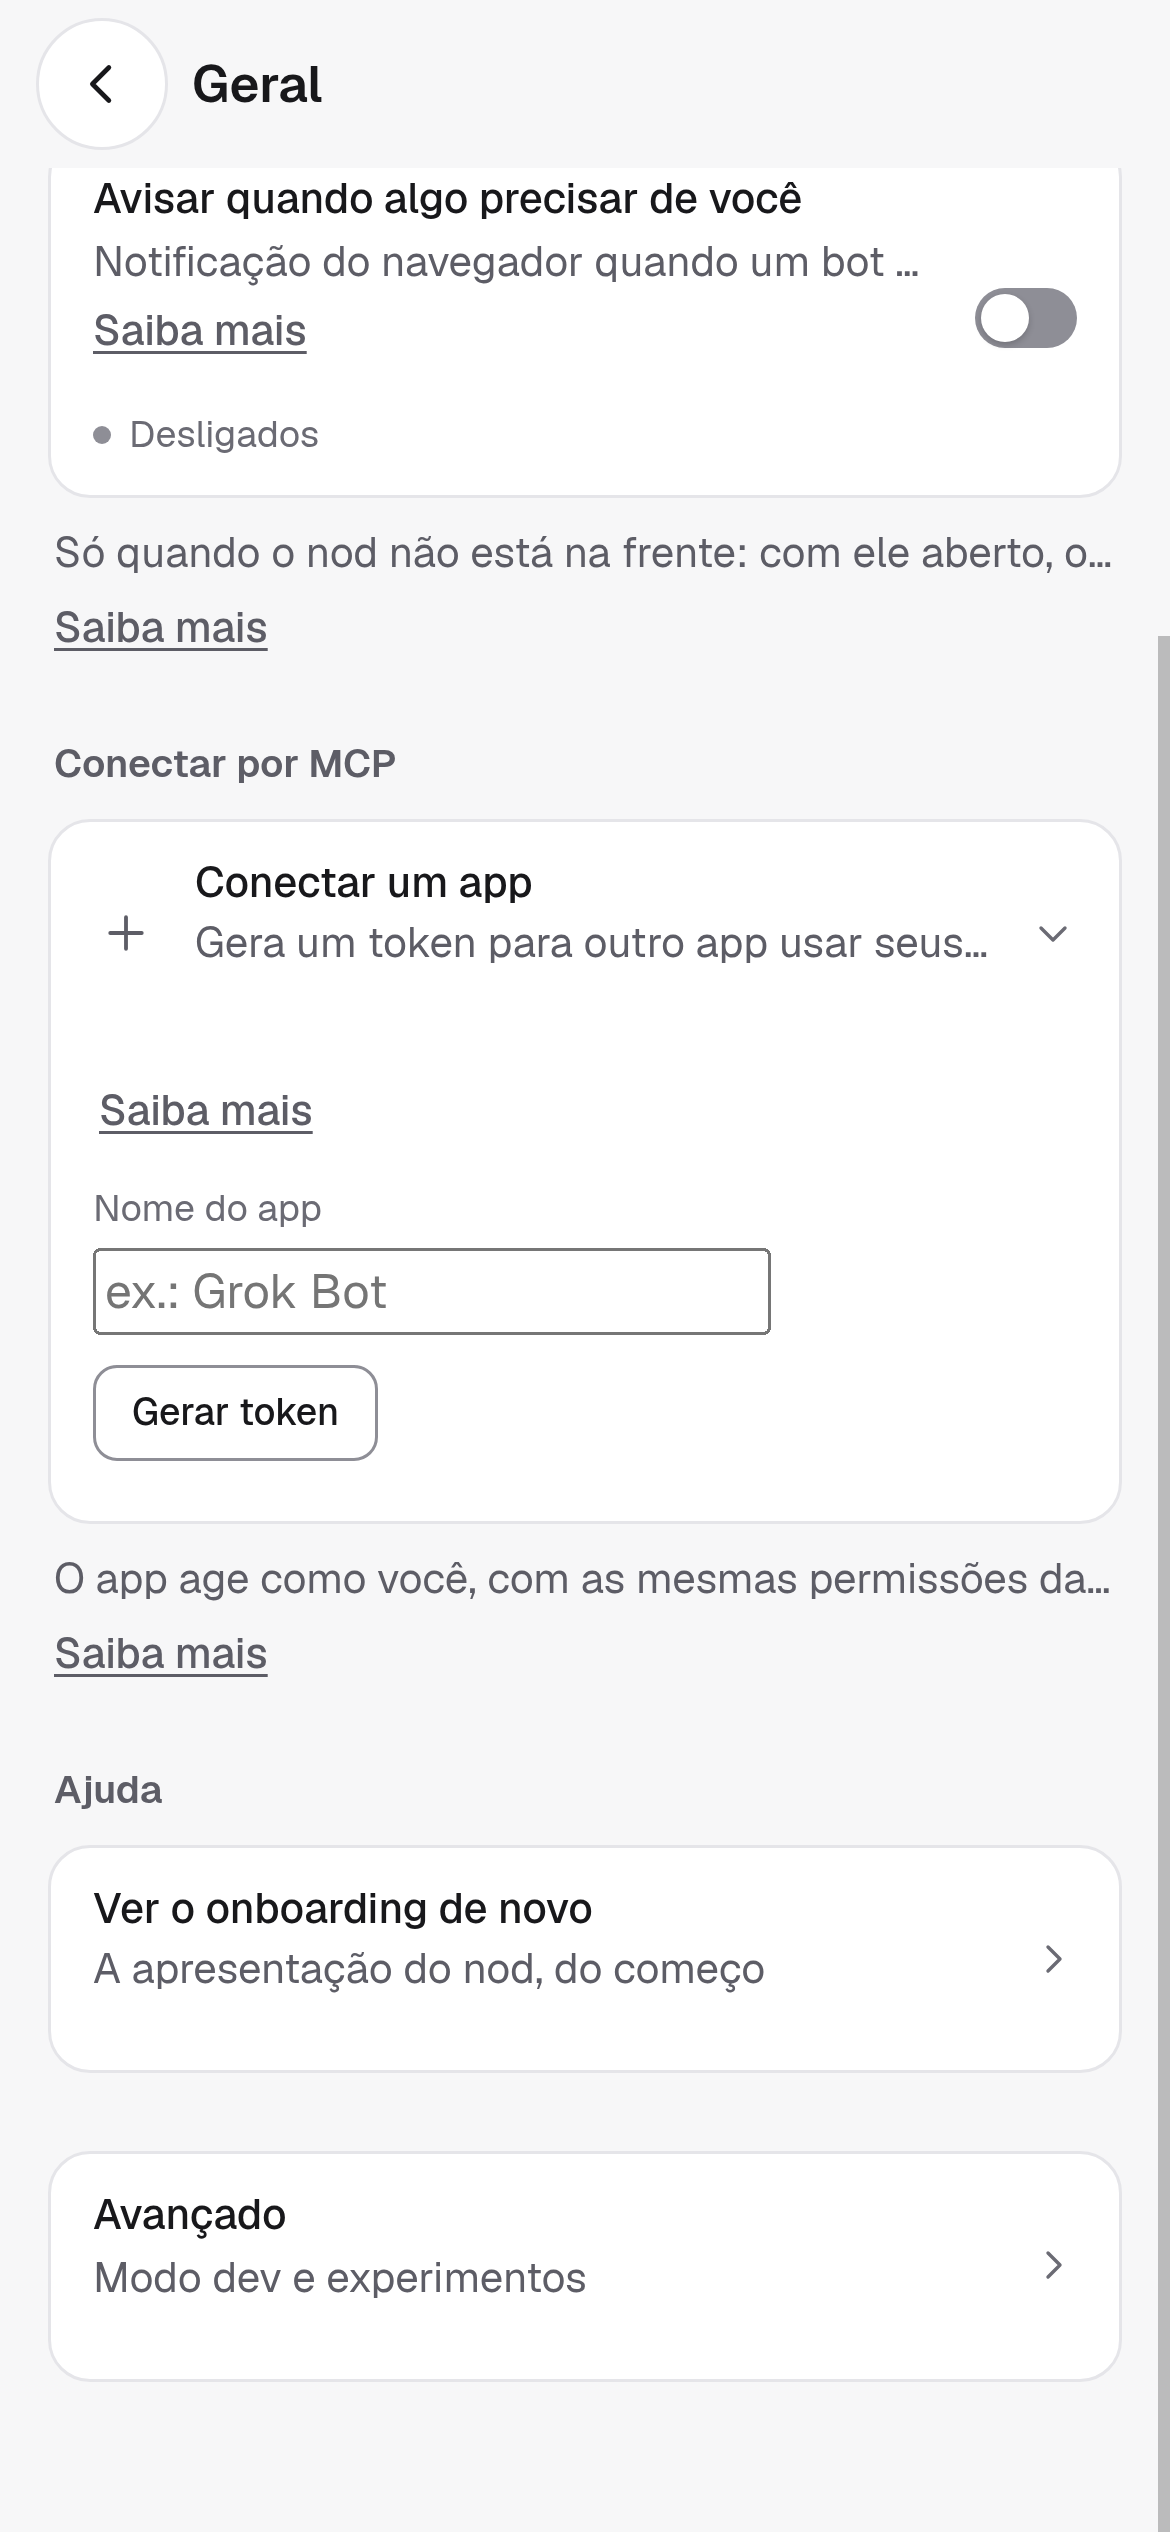 Geral
Avisar quando algo precisar de você
Notificação do navegador quando um bot ...
Saiba mais
Desligados
Só quando o nod não está na frente: com ele aberto, o...
Saiba mais
Conectar por MCP
Conectar um app
Gera um token para outro app usar seus...
Saiba mais
Nome do app
ex.: Grok Bot
Gerar token
O app age como você, com as mesmas permissões da...
Saiba mais
Ajuda
Ver o onboarding de novo
A apresentação do nod, do começo
Avançado
Modo dev e experimentos